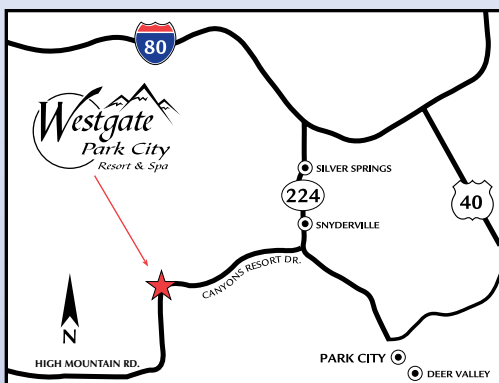 80
Westgate
Park City
Resort & Spa
SILVER SPRINGS
224
40
SNYDERVILLE
CANYONS RESORT DR.
N
HIGH MOUNTAIN RD.
PARK CITY
DEER VALLEY